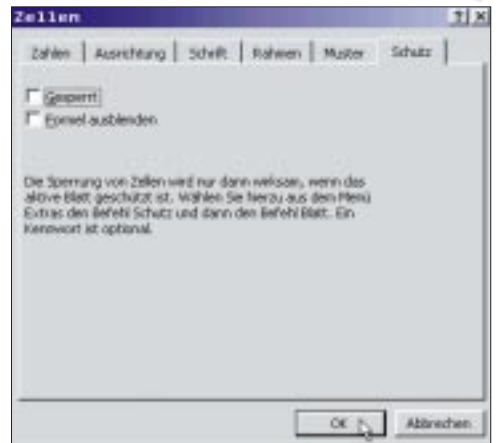 Zellen
Zahlen Ausrichtung Schrift Rahmen Muster Schutz
Gesperrt
Formel ausblenden
Die Sperrung von Zellen wird nur dann wirksam, wenn das
aktive Blatt geschützt ist. Wählen Sie hierzu aus dem Menü
Extras den Befehl Schutz und dann den Befehl Blatt. Ein
Kennwort ist optional.
OK Abbrechen